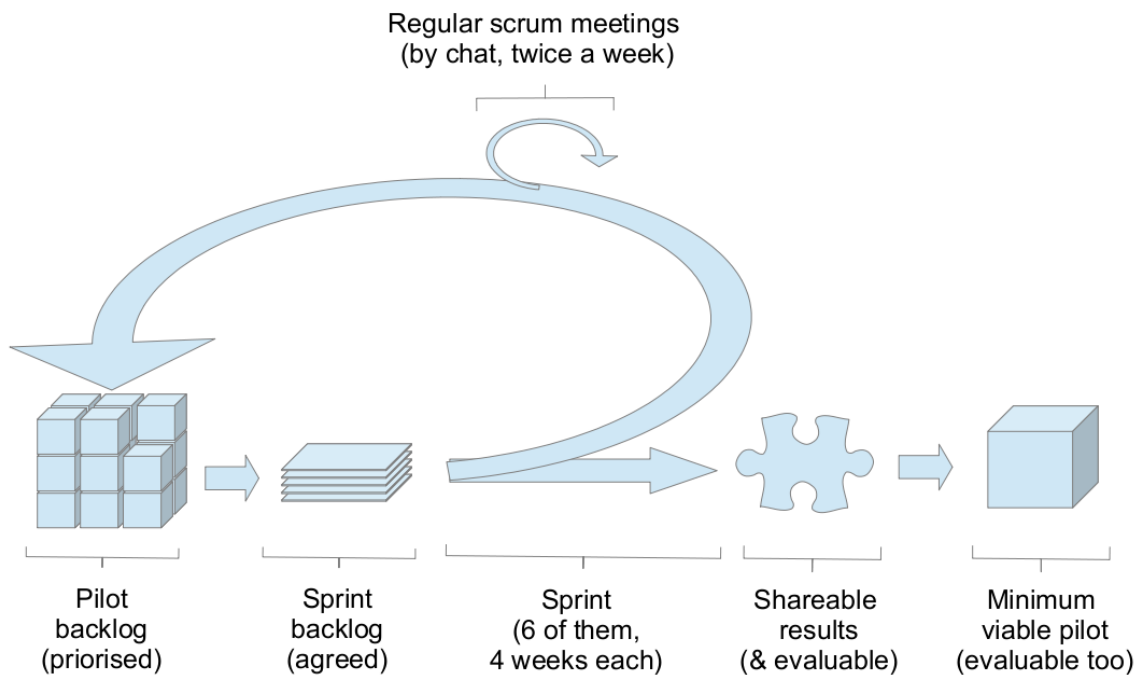 Regular scrum meetings
(by chat, twice a week)
Pilot
backlog
(priorised)
Sprint
backlog
(agreed)
Sprint
(6 of them,
4 weeks each)
Shareable
results
(& evaluable)
Minimum
viable pilot
(evaluable too)